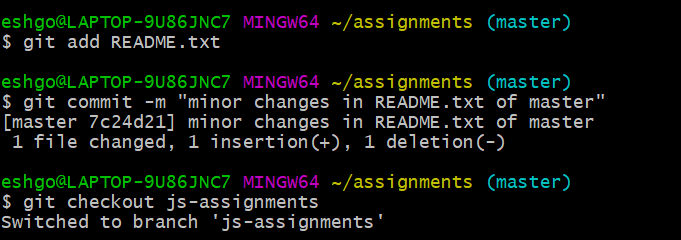 eshgo@LAPTOP-9U86JNC7 MINGW64 ~/assignments (master)
$ git add README.txt
eshgo@LAPTOP-9U86JNC7 MINGW64 ~/assignments (master)
$ git commit -m "minor changes in README.txt of master"
[master 7c24d21] minor changes in README.txt of master
 1 file changed, 1 insertion(+), 1 deletion(-)
eshgo@LAPTOP-9U86JNC7 MINGW64 ~/assignments (master)
$ git checkout js-assignments
Switched to branch 'js-assignments'